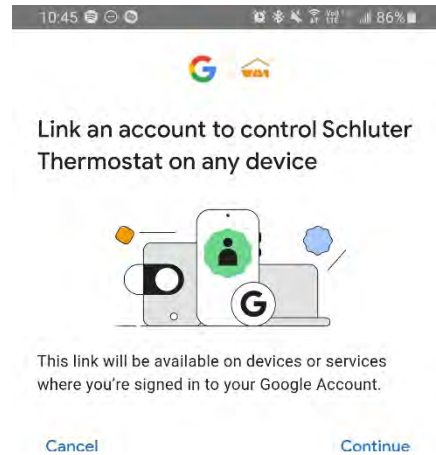 10:45 86%
G
Link an account to control Schluter
Thermostat on any device
G
This link will be available on devices or services
where you're signed in to your Google Account.
Cancel Continue